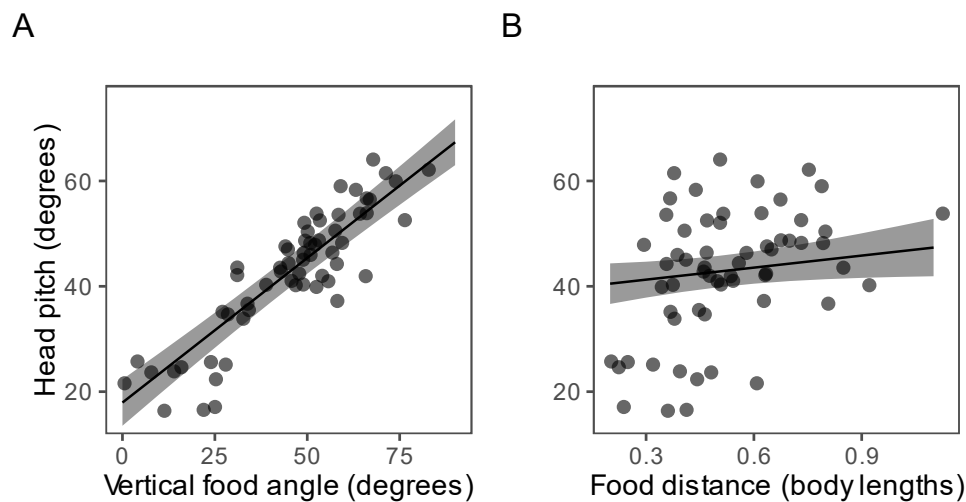 A
B
Head pitch (degrees)
60
40
20
0
25
50
75
Vertical food angle (degrees)
60
40
20
0.3
0.6
0.9
Food distance (body lengths)